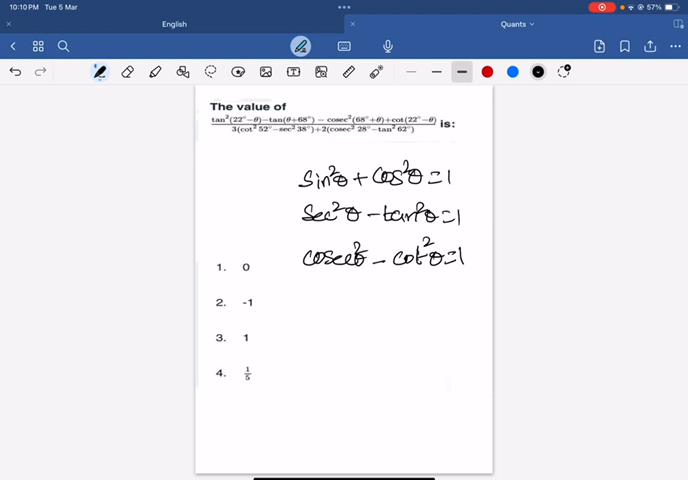 10:10 PM Tue 5 Mar
57%
English
Quants
T
The value of
tan²(22°−θ)−tan(θ+68°) − cosec²(68°+θ)+cot(22°−θ)
3(cot² 52°−sec² 38°)+2(cosec² 28°−tan² 62°)
is:
sin²θ + cos²θ = 1
sec²θ − tan²θ = 1
cosec²θ − cot²θ = 1
1. 0
2. -1
3. 1
4. 1/5